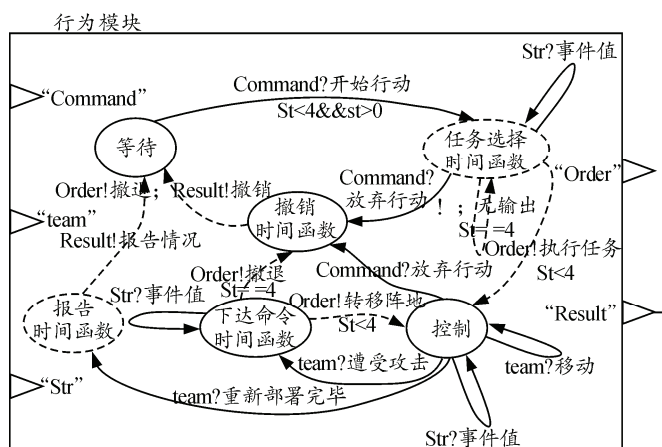 行为模块
Str?事件值
Command?开始行动
St<4&&st>0
“Command”
等待
任务选择
时间函数
“Order”
Command?
放弃行动
！；无输出
St==4
Order!撤退；Result!撤销
撤销
时间函数
“team”
Result!报告情况
Order!执行任务
St<4
Order!撤退
St==4
Command?放弃行动
Str?事件值
Order!转移阵地
St<4
“Result”
报告
时间函数
下达命令
时间函数
控制
team?遭受攻击
team?移动
“Str”
team?重新部署完毕
Str?事件值